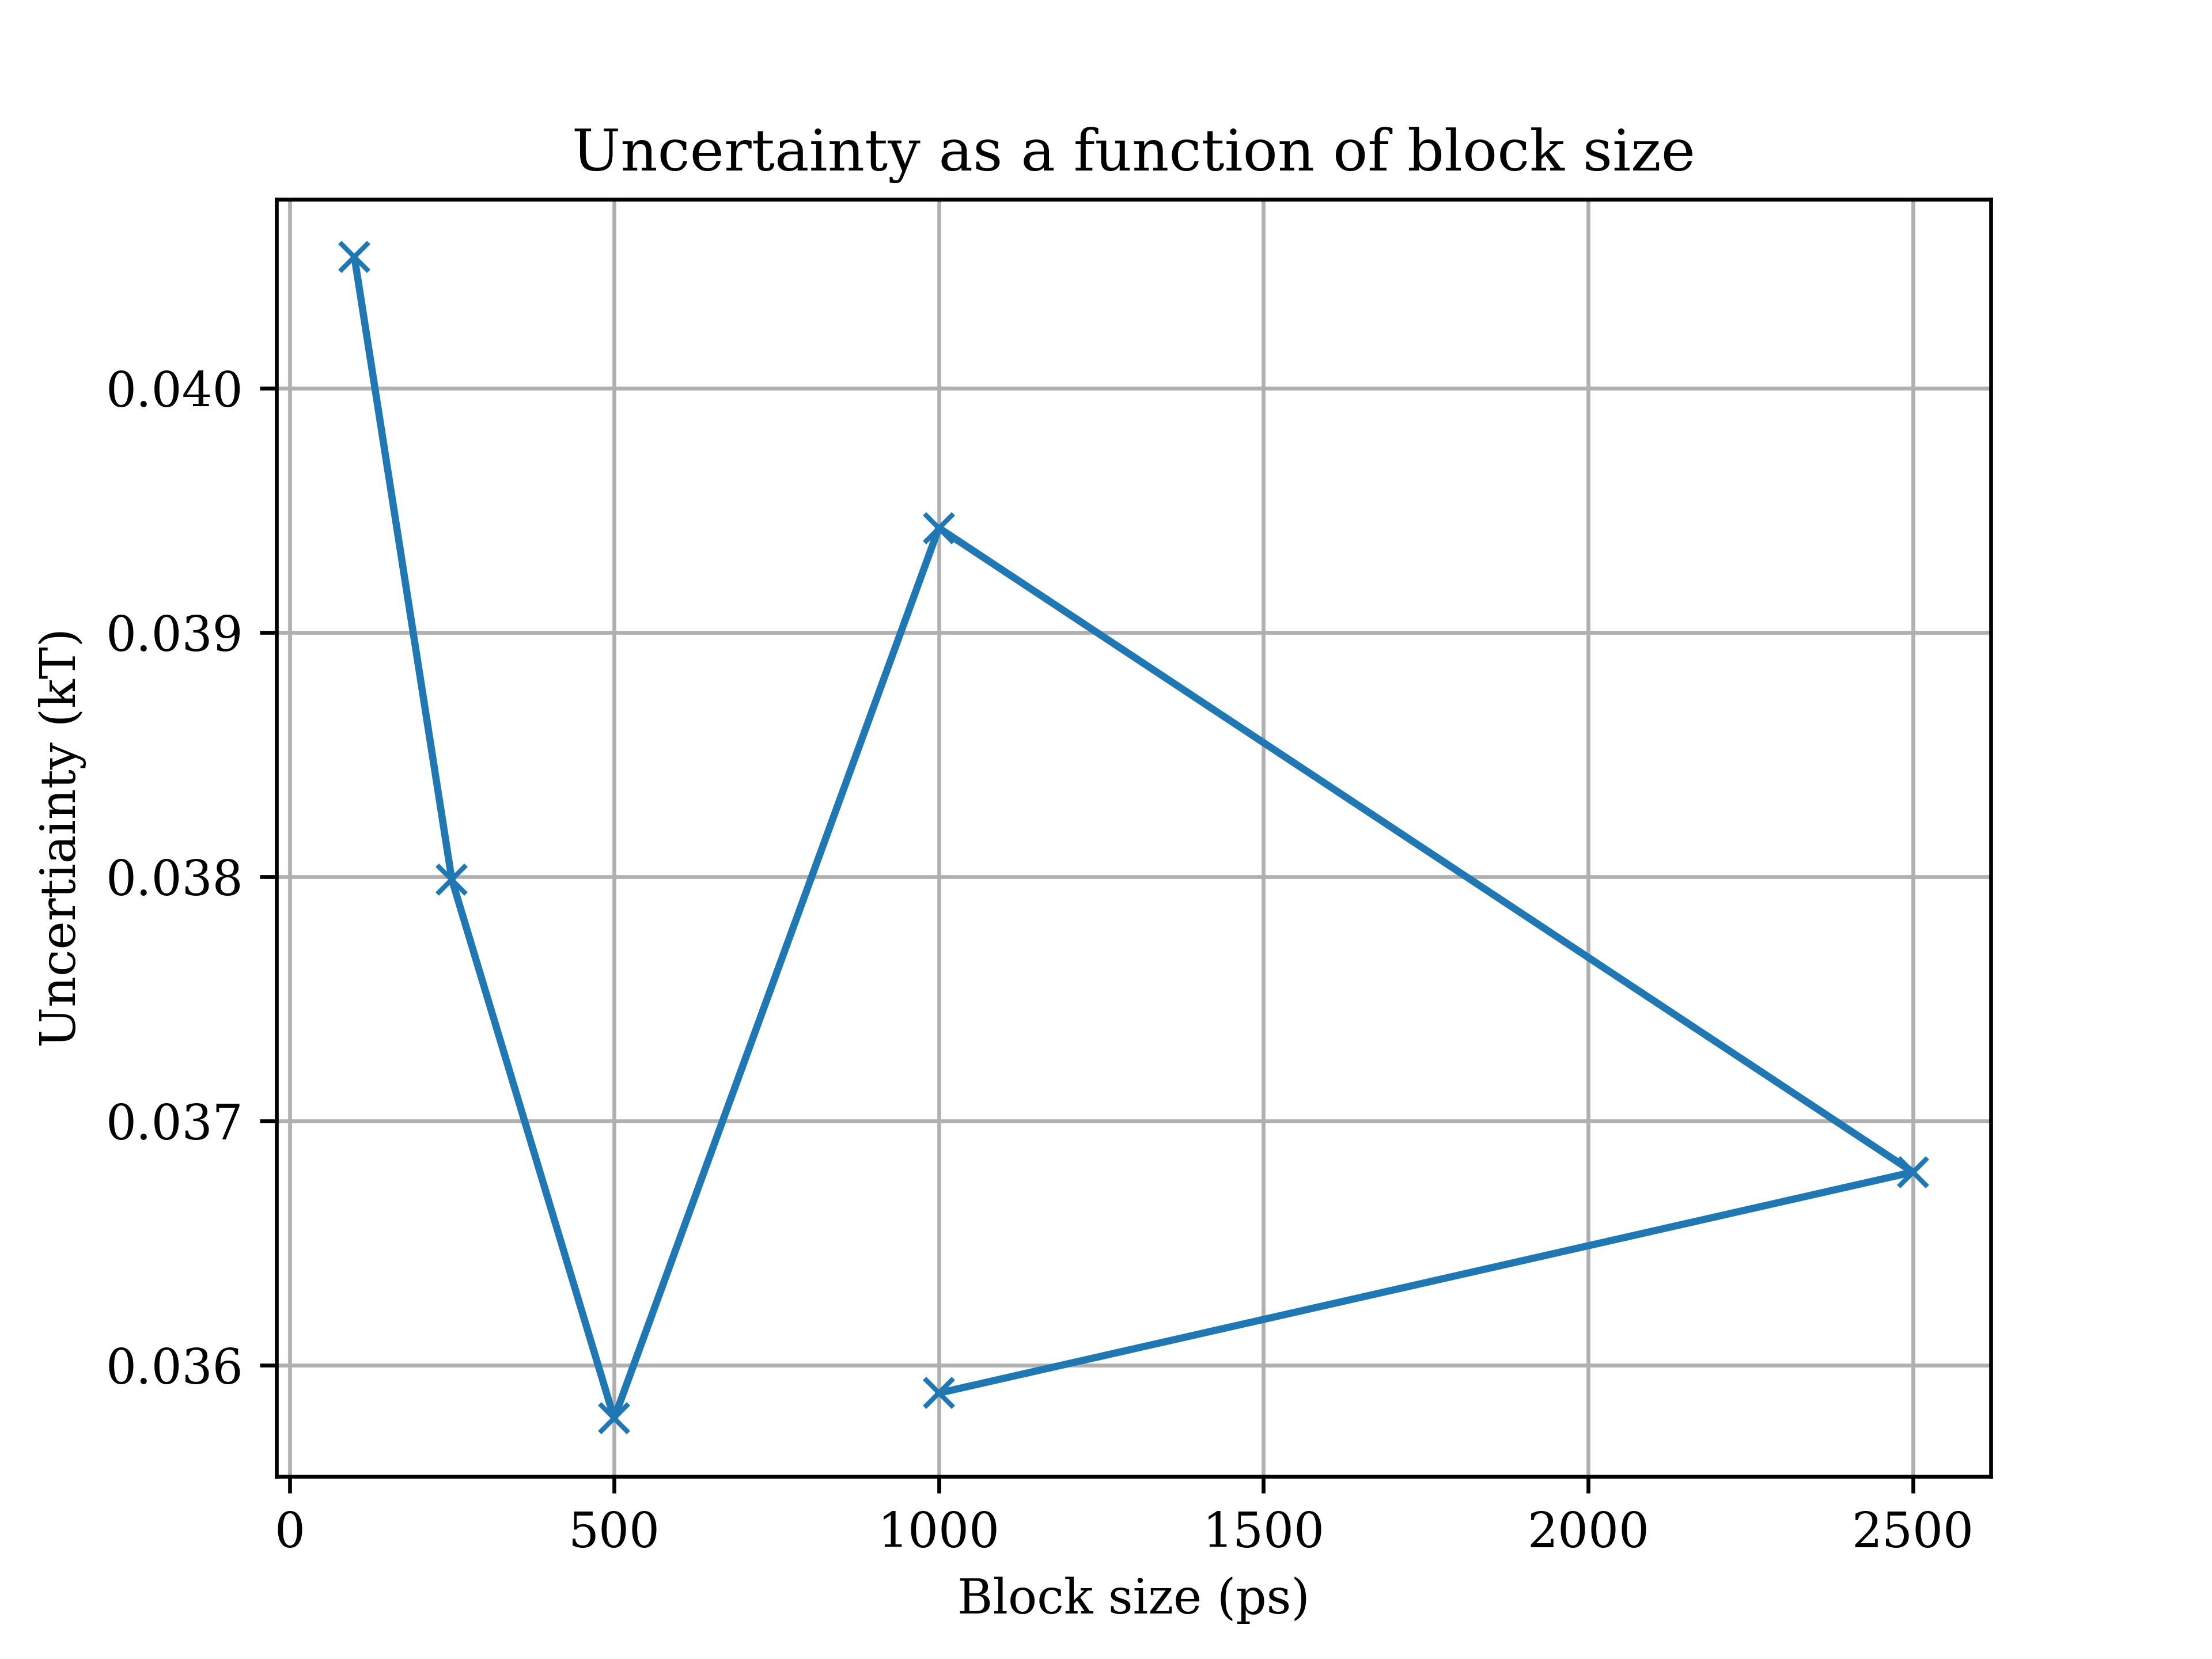 Uncertainty as a function of block size
Uncertiainty (kT)
0.040
0.039
0.038
0.037
0.036
0 500 1000 1500 2000 2500
Block size (ps)